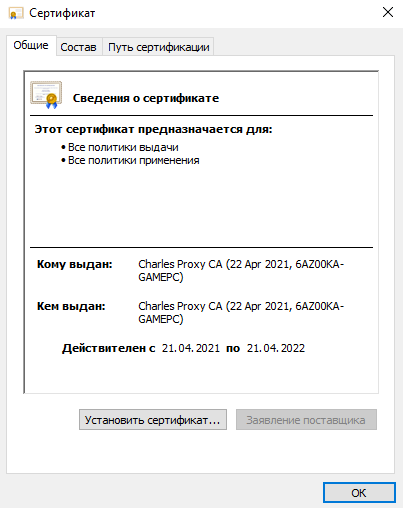 Сертификат
Общие Состав Путь сертификации
Сведения о сертификате
Этот сертификат предназначается для:
• Все политики выдачи
• Все политики применения
Кому выдан: Charles Proxy CA (22 Apr 2021, 6AZ00KA-
GAMEPC)
Кем выдан: Charles Proxy CA (22 Apr 2021, 6AZ00KA-
GAMEPC)
Действителен с 21.04.2021 по 21.04.2022
Установить сертификат... Заявление поставщика
ОК